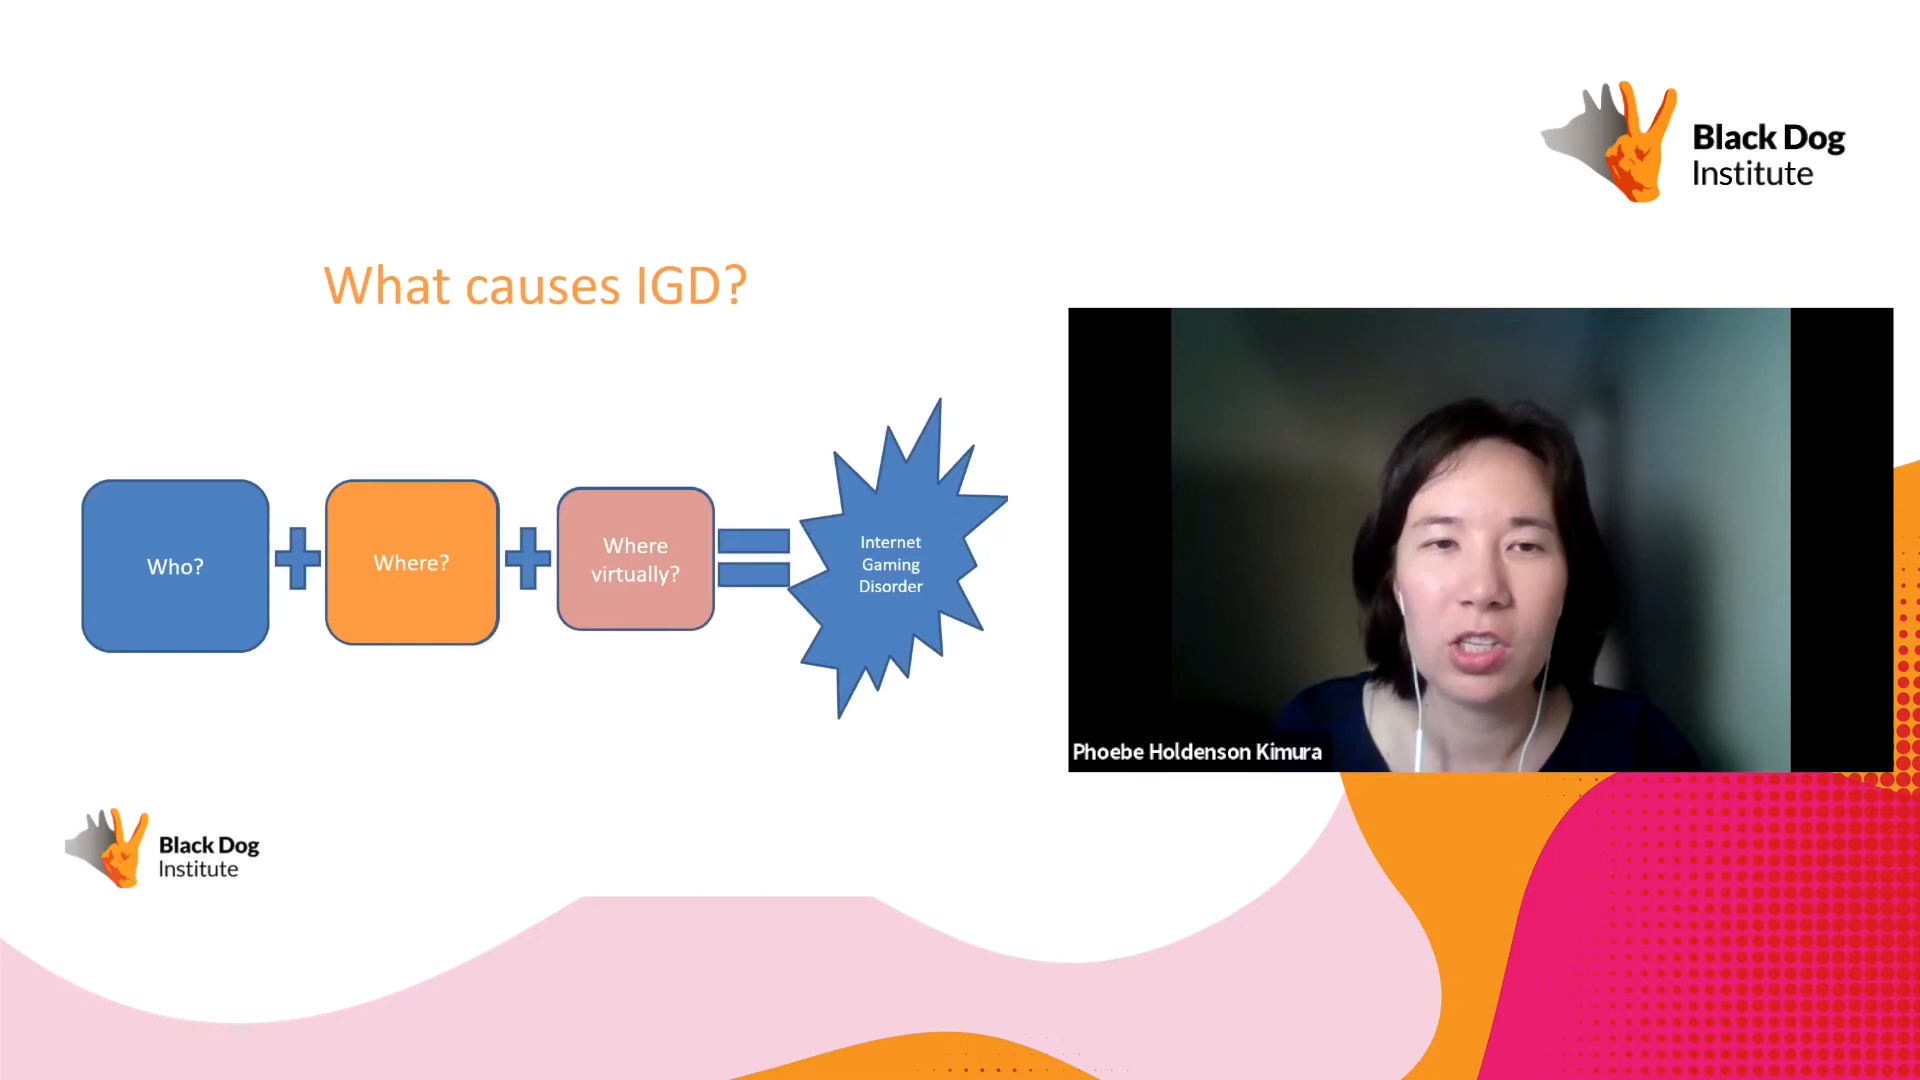 Black Dog
Institute
What causes IGD?
Who?
Where?
Where
virtually?
Internet
Gaming
Disorder
Phoebe Holdenson Kimura
Black Dog
Institute